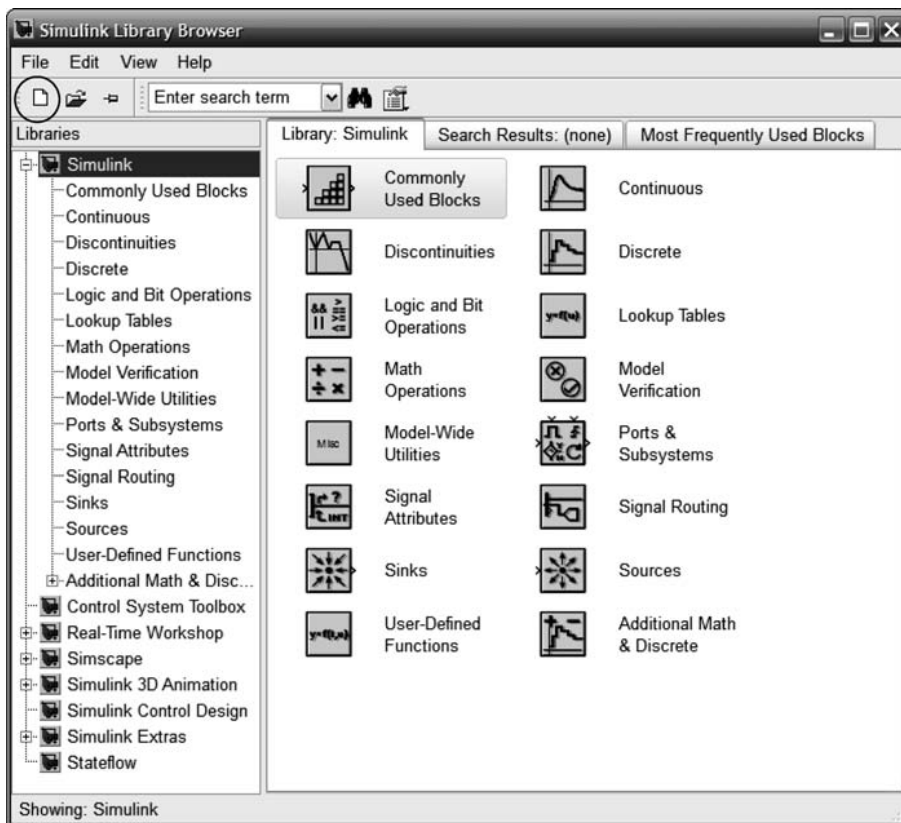 Simulink Library Browser
File Edit View Help
Enter search term
Libraries
Library: Simulink
Search Results: (none)
Most Frequently Used Blocks
Simulink
Commonly Used Blocks
Continuous
Discontinuities
Discrete
Logic and Bit Operations
Lookup Tables
Math Operations
Model Verification
Model-Wide Utilities
Ports & Subsystems
Signal Attributes
Signal Routing
Sinks
Sources
User-Defined Functions
Additional Math & Disc...
Control System Toolbox
Real-Time Workshop
Simscape
Simulink 3D Animation
Simulink Control Design
Simulink Extras
Stateflow
Commonly
Used Blocks
Continuous
Discontinuities
Discrete
Logic and Bit
Operations
y=f(u)
Lookup Tables
Math
Operations
Model
Verification
Misc
Model-Wide
Utilities
Ports &
Subsystems
Signal
Attributes
Signal Routing
Sinks
Sources
User-Defined
Functions
Additional Math
& Discrete
Showing: Simulink